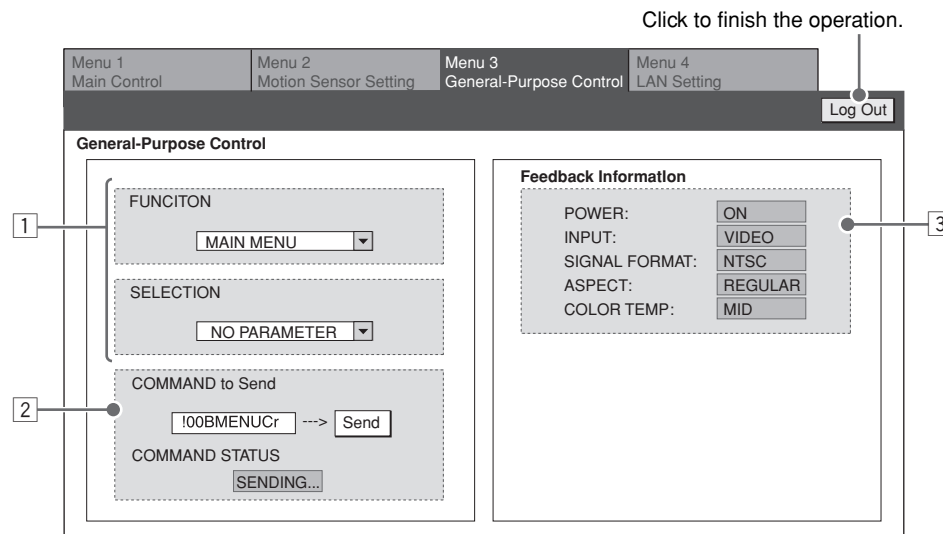 Click to finish the operation.
Menu 1
Main Control
Menu 2
Motion Sensor Setting
Menu 3
General-Purpose Control
Menu 4
LAN Setting
Log Out
General-Purpose Control
1
FUNCITON
MAIN MENU
SELECTION
NO PARAMETER
2
COMMAND to Send
!00BMENUCr ---> Send
COMMAND STATUS
SENDING...
Feedback Information
POWER: ON
INPUT: VIDEO
SIGNAL FORMAT: NTSC
ASPECT: REGULAR
COLOR TEMP: MID
3